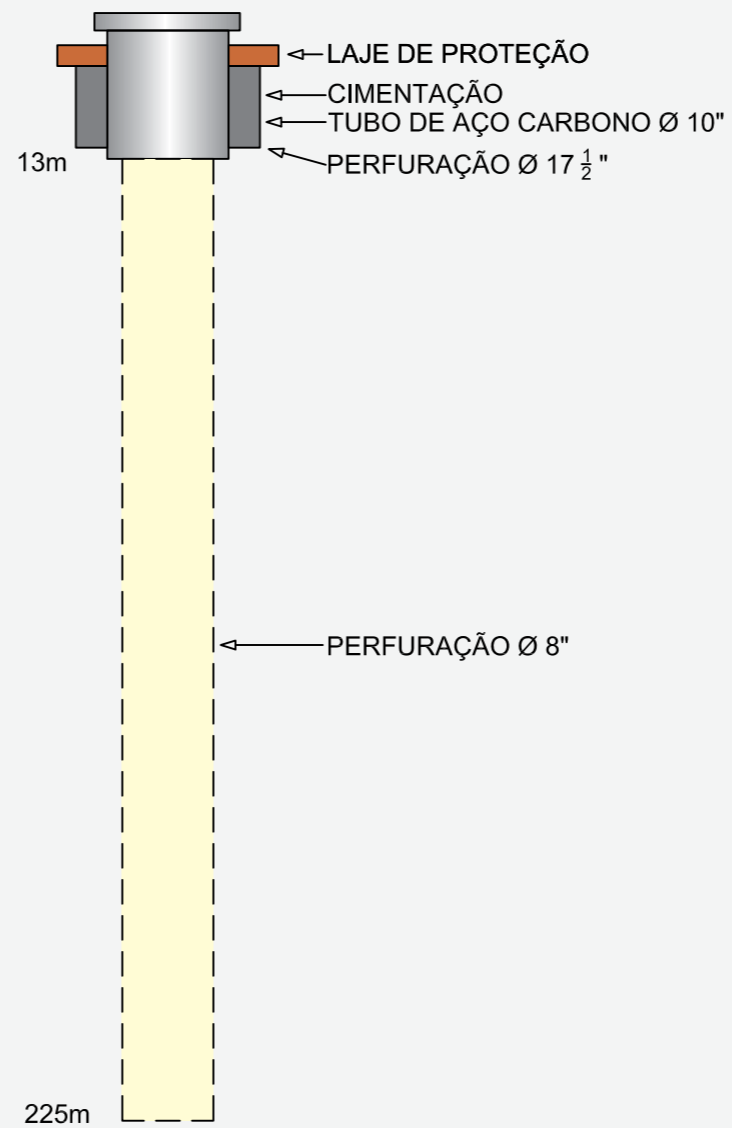 LAJE DE PROTEÇÃO
CIMENTAÇÃO
TUBO DE AÇO CARBONO Ø 10"
13m
PERFURAÇÃO Ø 17 1/2 "
PERFURAÇÃO Ø 8"
225m